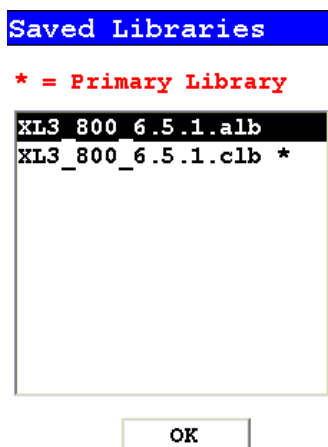 Saved Libraries
* = Primary Library
XL3_800_6.5.1.alb
XL3_800_6.5.1.clb *
OK